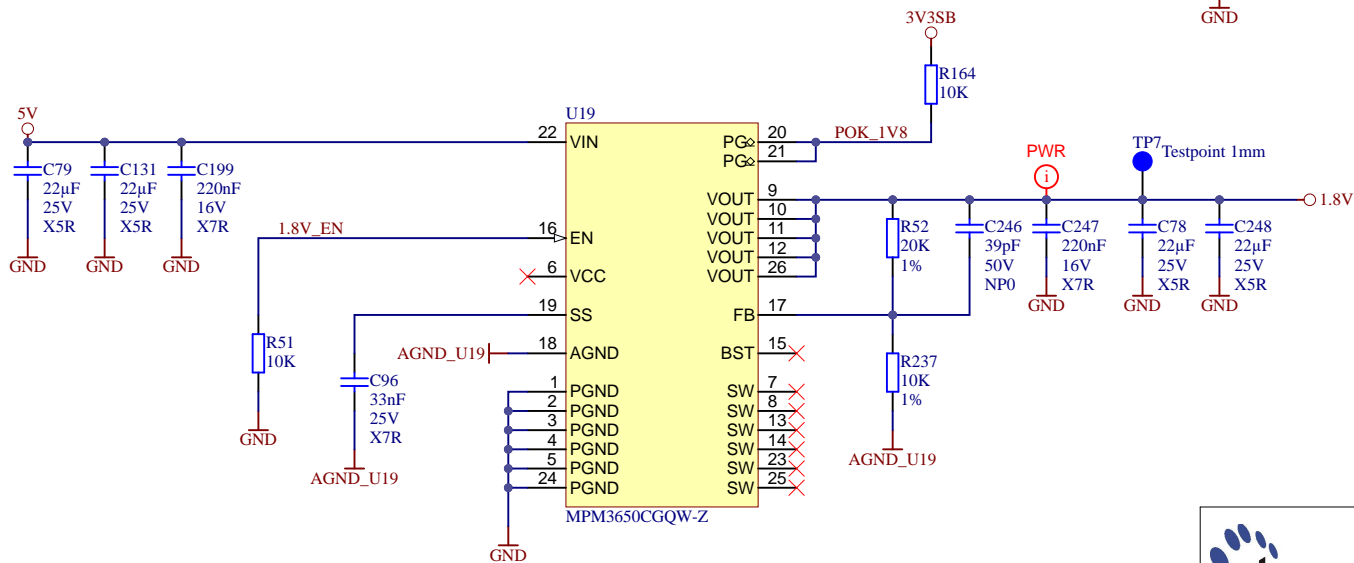 GND
3V3SB
R164
10K
5V
U19
22 VIN
PG 20
POK_1V8
PG 21
C79
22µF
25V
X5R
GND
C131
22µF
25V
X5R
GND
C199
220nF
16V
X7R
GND
PWR
i
TP7 Testpoint 1mm
VOUT 9
VOUT 10
VOUT 11
VOUT 12
VOUT 26
1.8V
1.8V_EN
16 EN
6 VCC
R52
20K
1%
C246
39pF
50V
NP0
C247
220nF
16V
X7R
GND
C78
22µF
25V
X5R
GND
C248
22µF
25V
X5R
GND
19 SS
FB 17
R51
10K
GND
AGND_U19
18 AGND
BST 15
R237
10K
1%
AGND_U19
C96
33nF
25V
X7R
AGND_U19
1 PGND
2 PGND
3 PGND
4 PGND
5 PGND
24 PGND
SW 7
SW 8
SW 13
SW 14
SW 23
SW 25
MPM3650CGQW-Z
GND